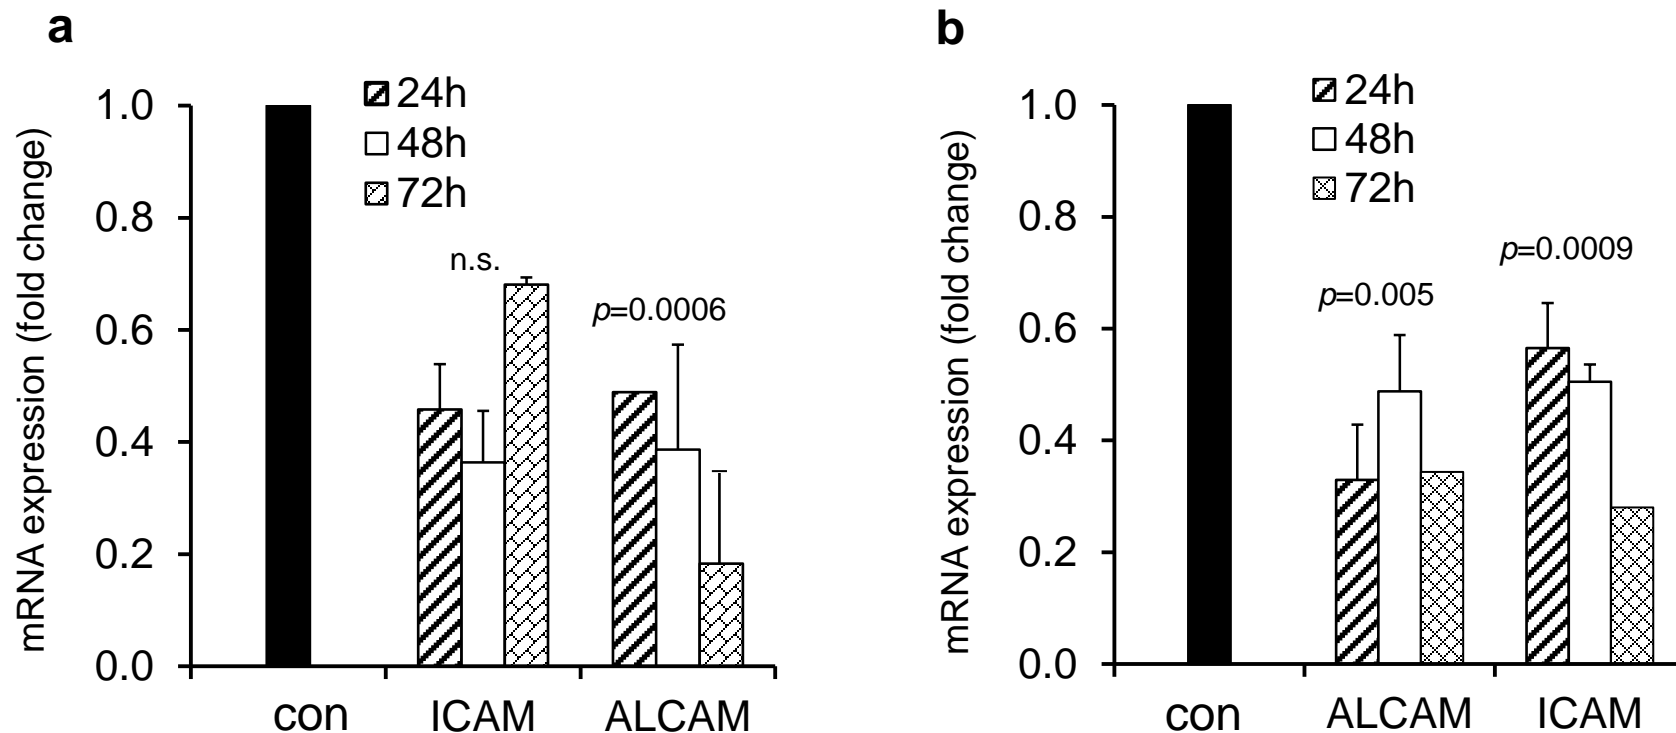 a
mRNA expression (fold change)
1.0
0.8
0.6
0.4
0.2
0.0
24h
48h
72h
n.s.
p=0.0006
con
ICAM
ALCAM
b
mRNA expression (fold change)
1.0
0.8
0.6
0.4
0.2
0.0
24h
48h
72h
p=0.005
p=0.0009
con
ALCAM
ICAM